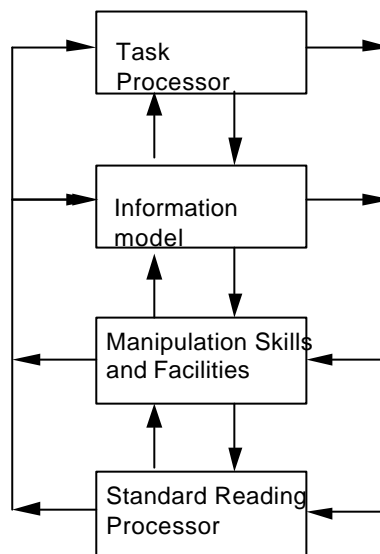 Task
Processor
Information
model
Manipulation Skills
and Facilities
Standard Reading
Processor